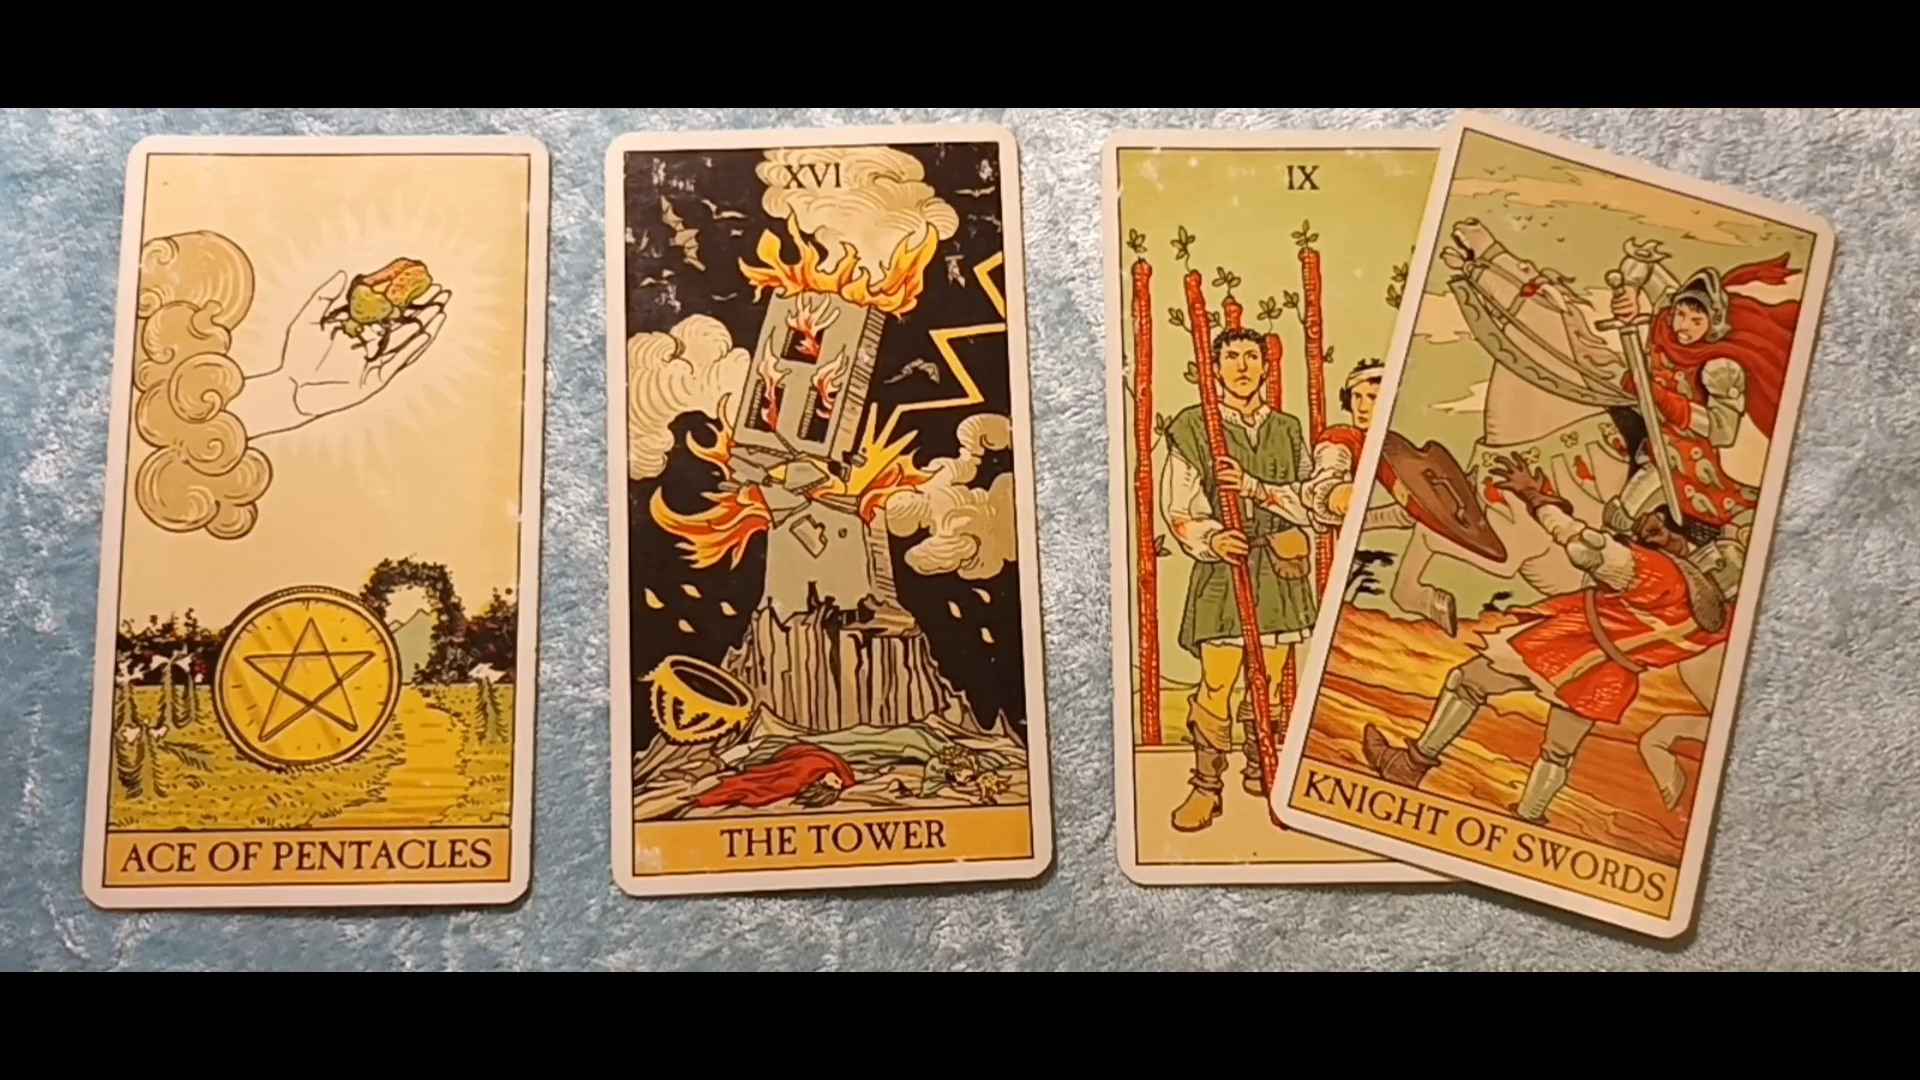 ACE OF PENTACLES
XVI
THE TOWER
IX
KNIGHT OF SWORDS